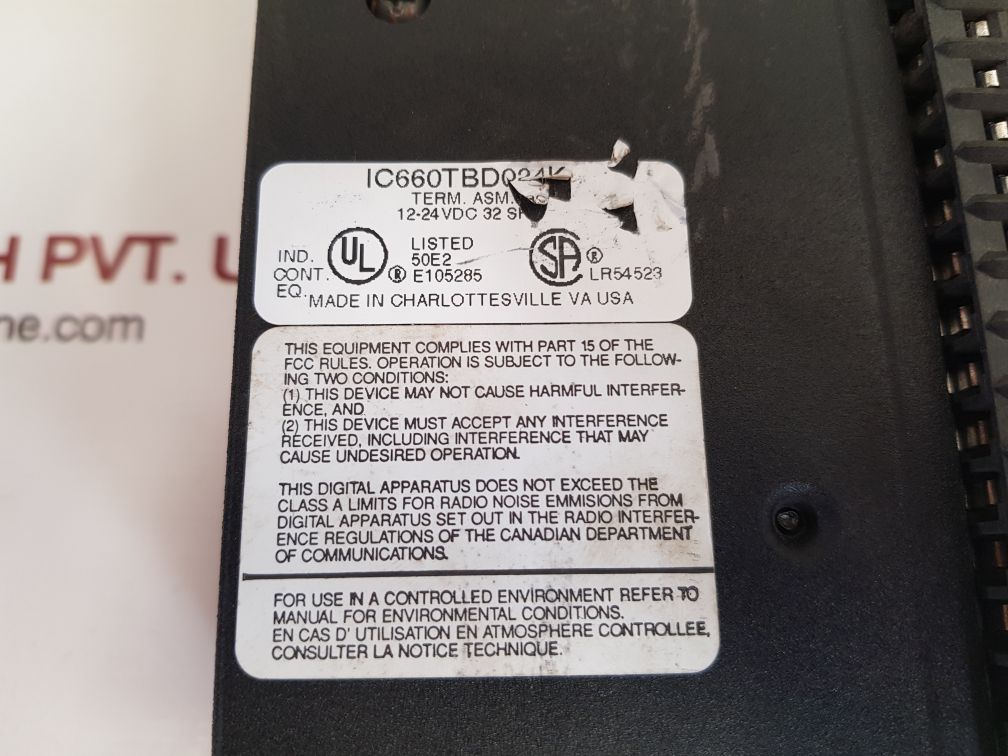 IC660TBD024K
TERM. ASM.
12-24VDC 32
IND.
CONT.
EQ.
UL
®
LISTED
50E2
E105285
SA
®
LR54523
MADE IN CHARLOTTESVILLE VA USA
THIS EQUIPMENT COMPLIES WITH PART 15 OF THE
FCC RULES. OPERATION IS SUBJECT TO THE FOLLOW-
ING TWO CONDITIONS:
(1) THIS DEVICE MAY NOT CAUSE HARMFUL INTERFER-
ENCE, AND
(2) THIS DEVICE MUST ACCEPT ANY INTERFERENCE
RECEIVED, INCLUDING INTERFERENCE THAT MAY
CAUSE UNDESIRED OPERATION.
THIS DIGITAL APPARATUS DOES NOT EXCEED THE
CLASS A LIMITS FOR RADIO NOISE EMMISIONS FROM
DIGITAL APPARATUS SET OUT IN THE RADIO INTERFER-
ENCE REGULATIONS OF THE CANADIAN DEPARTMENT
OF COMMUNICATIONS.
FOR USE IN A CONTROLLED ENVIRONMENT REFER TO
MANUAL FOR ENVIRONMENTAL CONDITIONS.
EN CAS D' UTILISATION EN ATMOSPHÈRE CONTROLLEE,
CONSULTER LA NOTICE TECHNIQUE.
H PVT.
ne.com